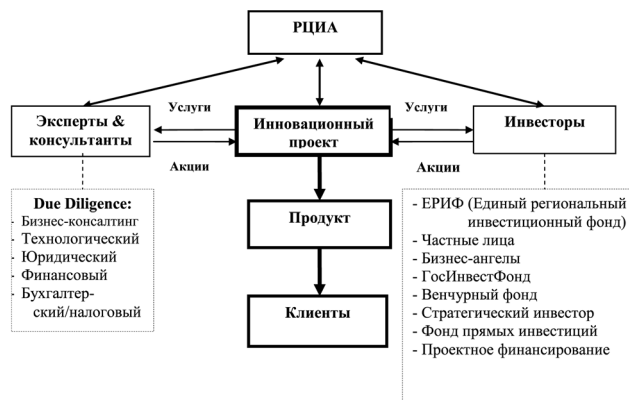 РЦИА
Услуги
Услуги
Эксперты &
консультанты
Инновационный
проект
Инвесторы
Акции
Акции
Due Diligence:
- Бизнес-консалтинг
- Технологический
- Юридический
- Финансовый
- Бухгалтер-
ский/налоговый
Продукт
Клиенты
- ЕРИФ (Единый региональный
инвестиционный фонд)
- Частные лица
- Бизнес-ангелы
- ГосИнвестФонд
- Венчурный фонд
- Стратегический инвестор
- Фонд прямых инвестиций
- Проектное финансирование